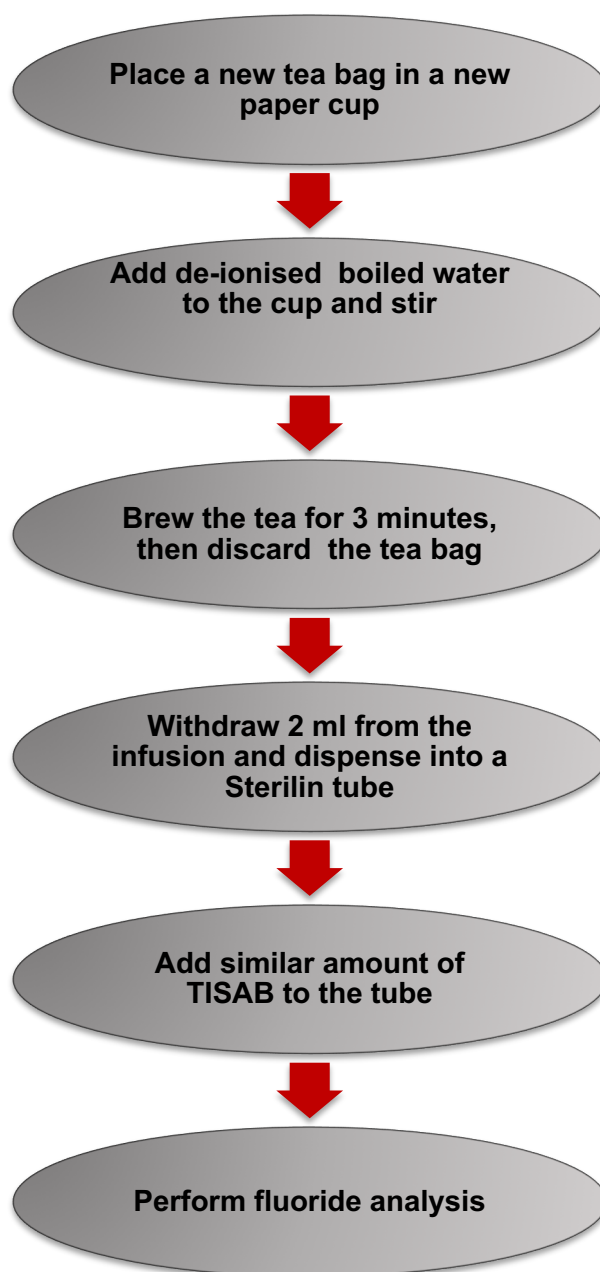 Place a new tea bag in a new
paper cup
Add de-ionised  boiled water
to the cup and stir
Brew the tea for 3 minutes,
then discard  the tea bag
Withdraw 2 ml from the
infusion and dispense into a
Sterilin tube
Add similar amount of
TISAB to the tube
Perform fluoride analysis